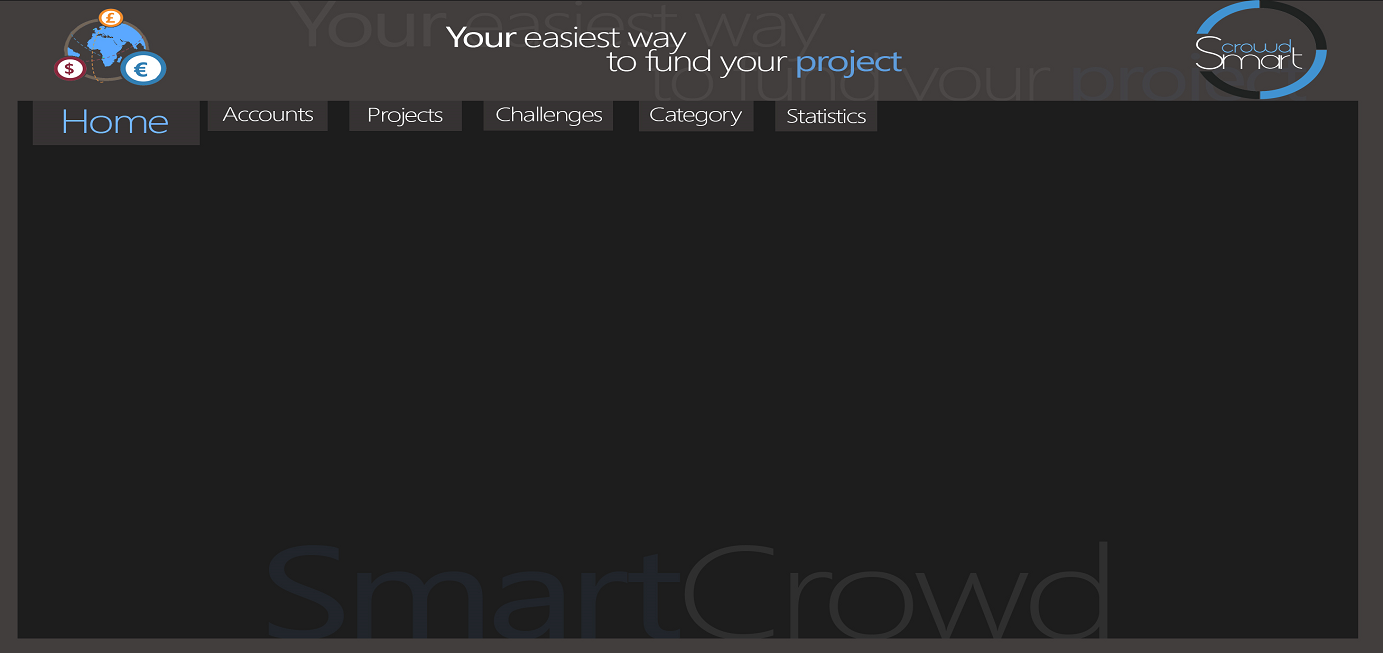 £
$
€
Your easiest way
to fund your project
Your easiest way
to fund your project
crowd
Smart
Home
Accounts
Projects
Challenges
Category
Statistics
SmartCrowd